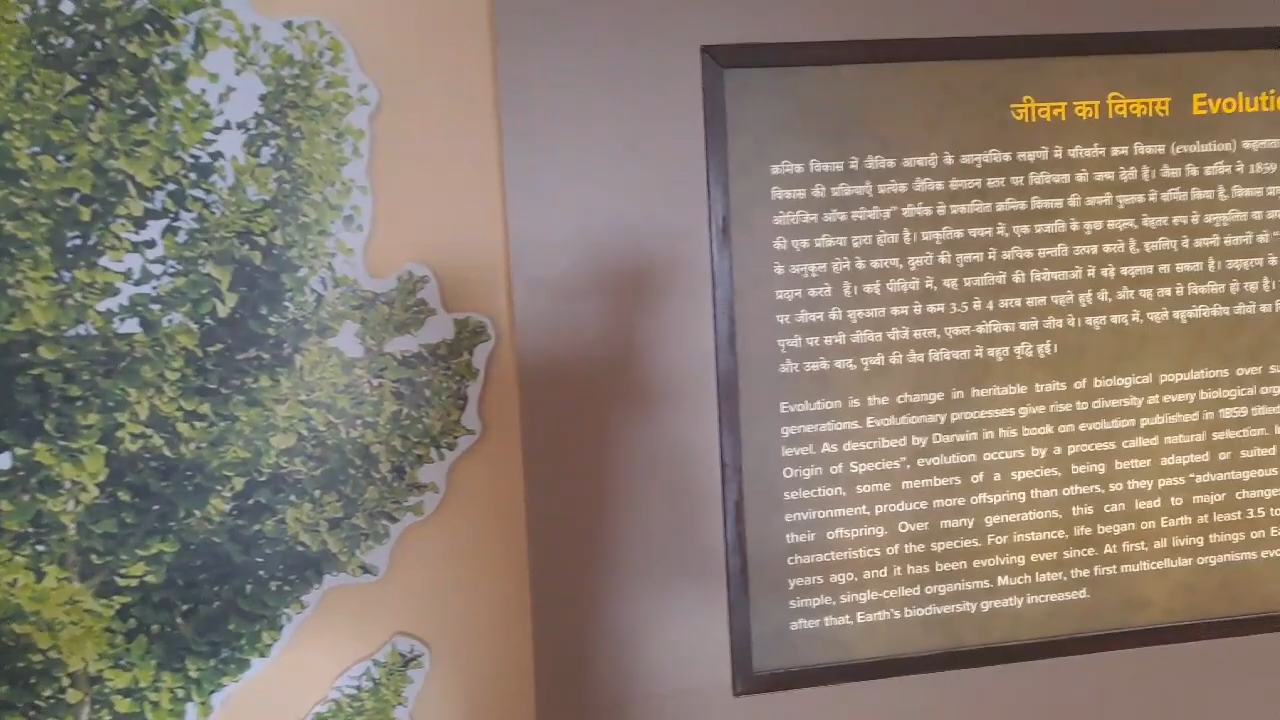 जीवन का विकास Evolutio
क्रमिक विकास में जैविक आबादी के आनुवंशिक लक्षणों में परिवर्तन क्रम विकास (evolution) कहलाता
विकास की प्रक्रियाएँ प्रत्येक जैविक संगठन स्तर पर विविधता को जन्म देती हैं। जैसा कि डार्विन ने 1859
ओरिजिन ऑफ स्पीशीज़" शीर्षक से प्रकाशित क्रमिक विकास की अपनी पुस्तक में वर्णित किया है, विकास
की एक प्रक्रिया द्वारा होता है। प्राकृतिक चयन में, एक प्रजाति के कुछ सदस्य, बेहतर रूप से अनुकूलित या
के अनुकूल होने के कारण, दूसरों की तुलना में अधिक सन्तति उत्पन्न करते हैं, इसलिए वे अपनी संतानों को "
प्रदान करते हैं। कई पीढ़ियों में, यह प्रजातियों की विशेषताओं में बड़े बदलाव ला सकता है। उदाहरण के
पर जीवन की शुरुआत कम से कम 3.5 से 4 अरब साल पहले हुई थी, और यह तब से विकसित हो रहा है।
पृथ्वी पर सभी जीवित चीजें सरल, एकल-कोशिका वाले जीव थे। बहुत बाद में, पहले बहुकोशिकीय जीवों का
और उसके बाद, पृथ्वी की जैव विविधता में बहुत वृद्धि हुई।
Evolution is the change in heritable traits of biological populations over su
generations. Evolutionary processes give rise to diversity at every biological org
level. As described by Darwin in his book on evolution published in 1859 titled
Origin of Species", evolution occurs by a process called natural selection. I
selection, some members of a species, being better adapted or suited
environment, produce more offspring than others, so they pass "advantageous
their offspring. Over many generations, this can lead to major changes
characteristics of the species. For instance, life began on Earth at least 3.5 to
years ago, and it has been evolving ever since. At first, all living things on Ea
simple, single-celled organisms. Much later, the first multicellular organisms evo
after that, Earth's biodiversity greatly increased.